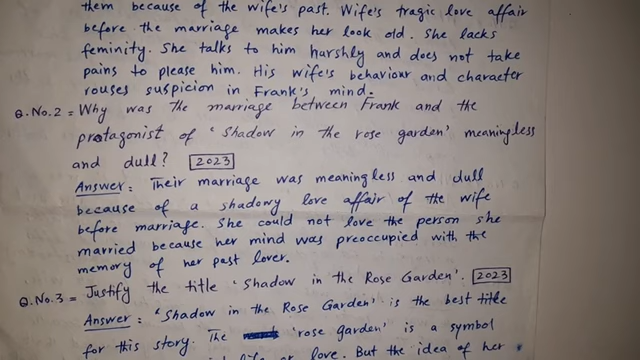 them because of the wife's past. Wife's tragic love affair
before the marriage makes her look old. She lacks
feminity. She talks to him harshly and does not take
pains to please him. His wife's behaviour and character
rouses suspicion in Frank's mind.
Q.No.2 = Why was the marriage between Frank and the
protagonist of 'Shadow in the rose garden' meaningless
and dull? 2023
Answer: Their marriage was meaningless and dull
because of a shadowy love affair of the wife
before marriage. She could not love the person she
married because her mind was preoccupied with the
memory of her past lover.
Q.No.3 = Justify the title 'Shadow in the Rose Garden'. 2023
Answer: 'Shadow in the Rose Garden' is the best title
for this story. The 'rose garden' is a symbol
life or love. But the idea of her